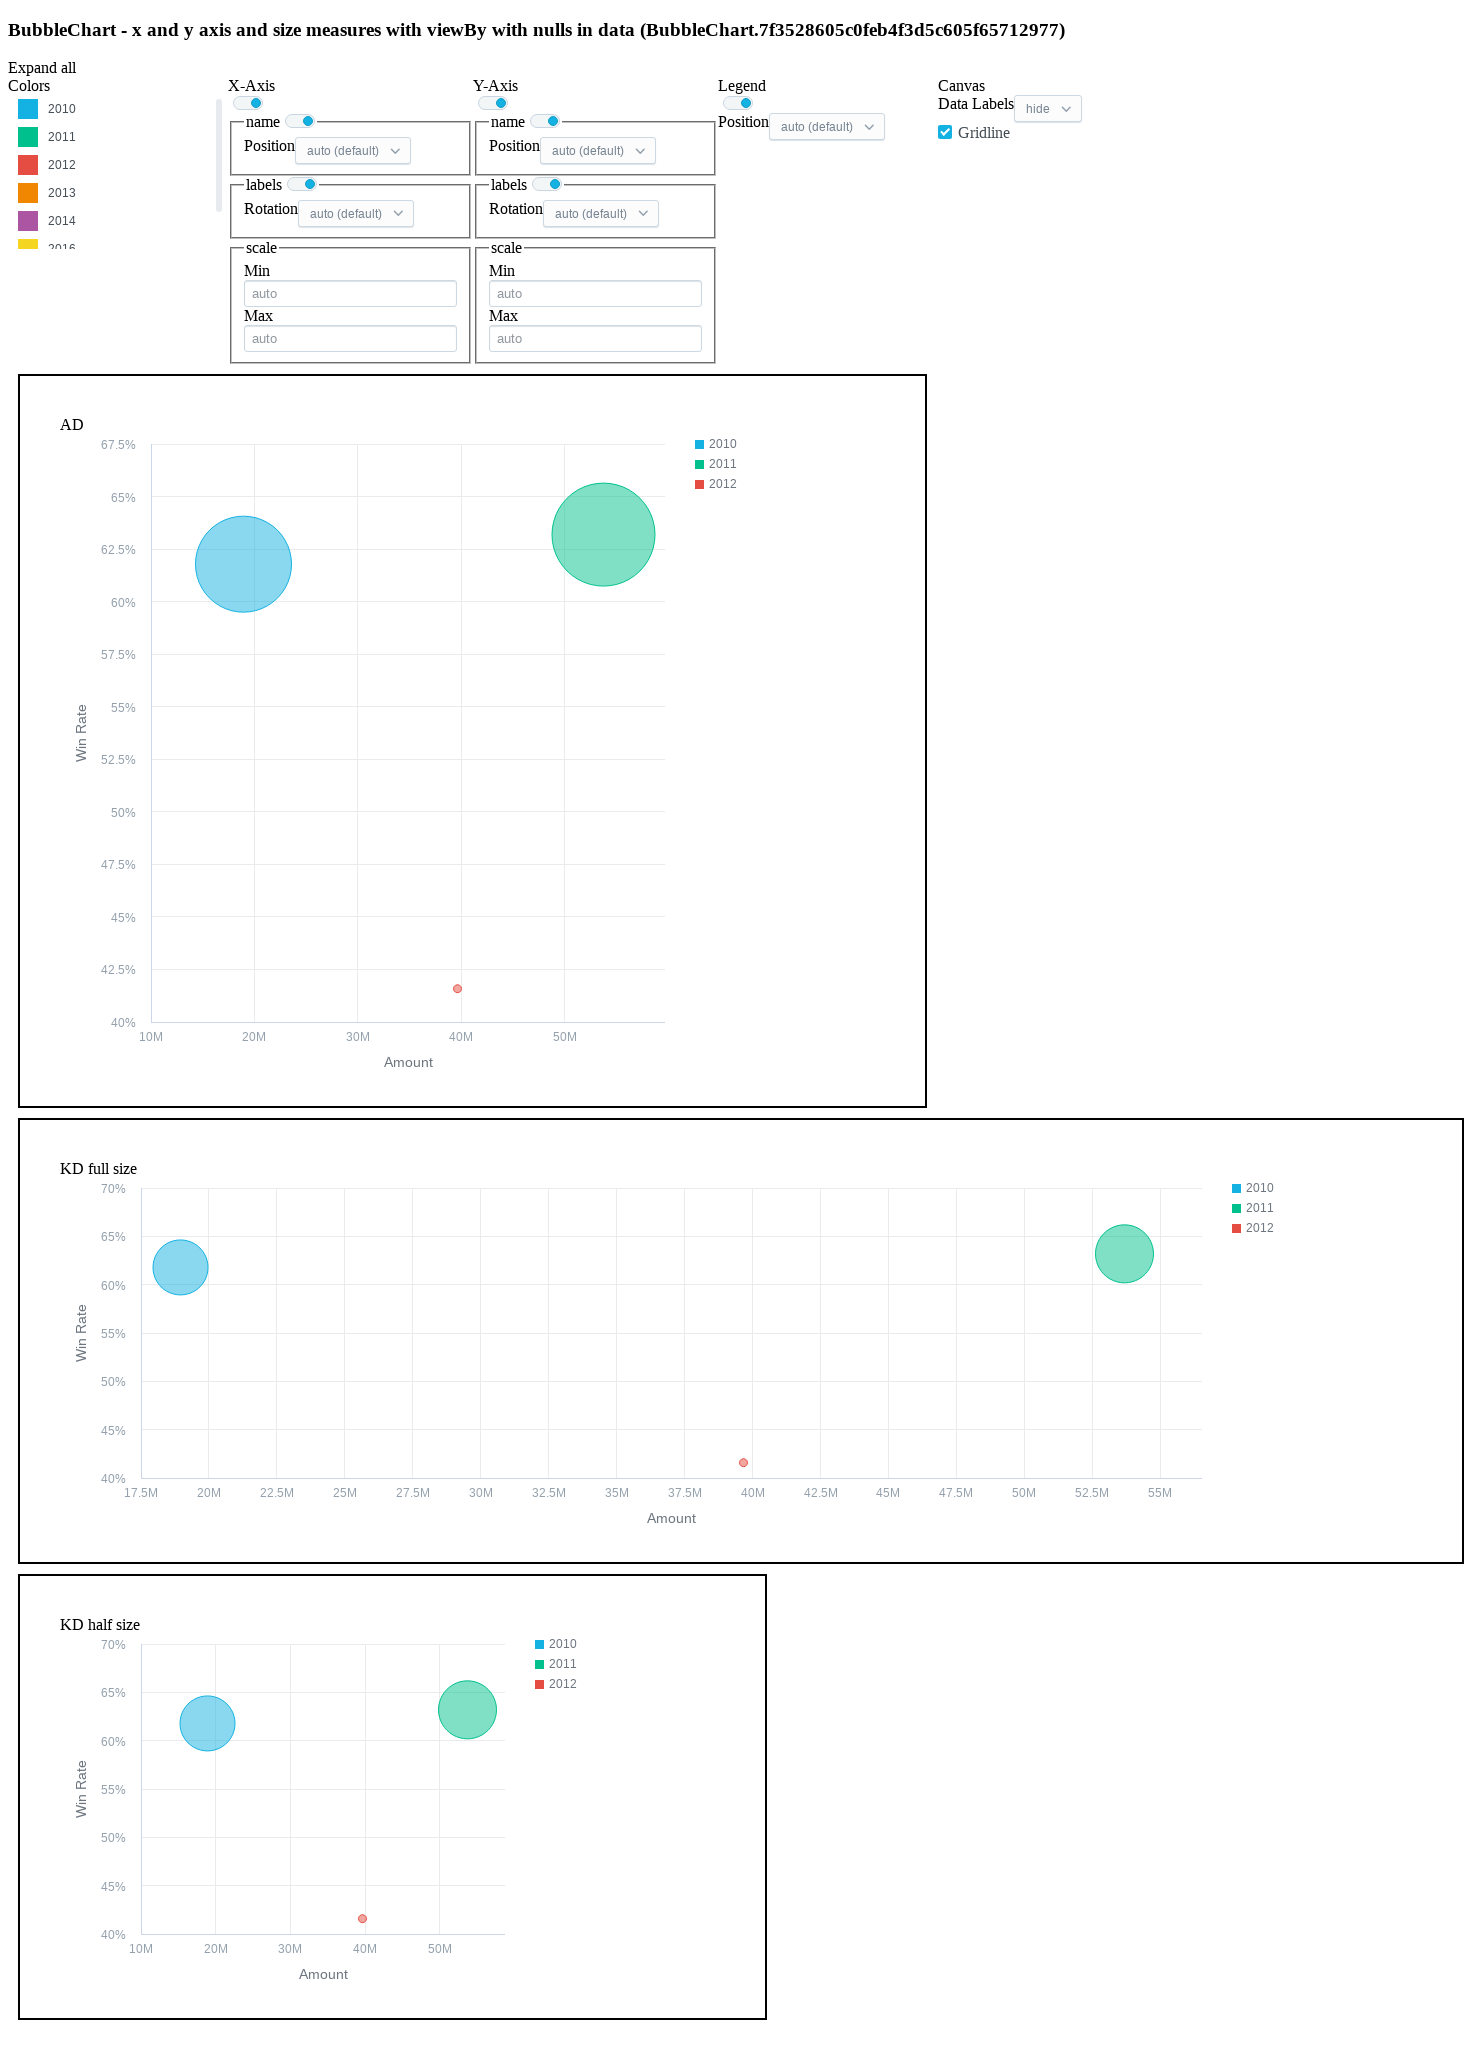 BubbleChart - x and y axis and size measures with viewBy with nulls in data (BubbleChart.7f3528605c0feb4f3d5c605f65712977)
Expand all
Colors
2010
2011
2012
2013
2014
2016
X-Axis
name
Position auto (default)
labels
Rotation auto (default)
scale
Min
auto
Max
auto
Y-Axis
name
Position auto (default)
labels
Rotation auto (default)
scale
Min
auto
Max
auto
Legend
Position auto (default)
Canvas
Data Labels hide
Gridline
AD
67.5%
65%
62.5%
60%
57.5%
55%
52.5%
50%
47.5%
45%
42.5%
40%
Win Rate
10M 20M 30M 40M 50M
Amount
2010
2011
2012
KD full size
70%
65%
60%
55%
50%
45%
40%
Win Rate
17.5M 20M 22.5M 25M 27.5M 30M 32.5M 35M 37.5M 40M 42.5M 45M 47.5M 50M 52.5M 55M
Amount
2010
2011
2012
KD half size
70%
65%
60%
55%
50%
45%
40%
Win Rate
10M 20M 30M 40M 50M
Amount
2010
2011
2012